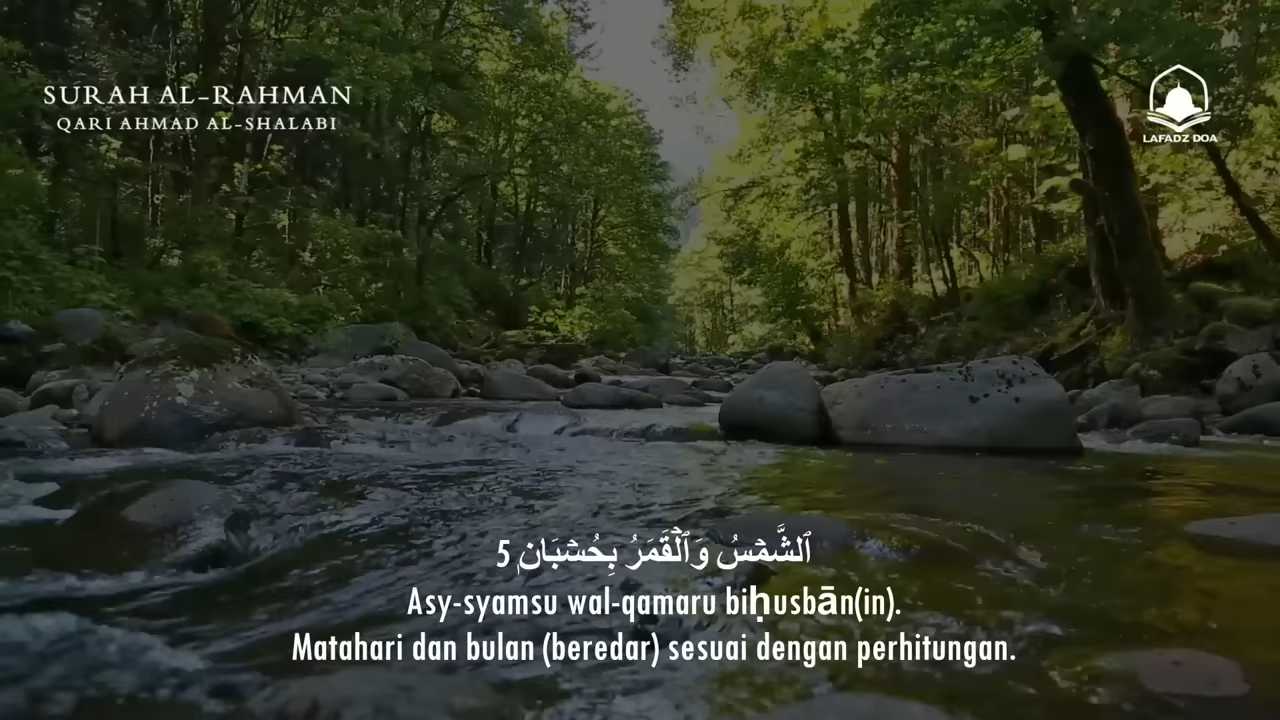 SURAH AL-RAHMAN
QARI AHMAD AL-SHALABI
LAFADZ DOA
ٱلشَّمْسُ وَٱلْقَمَرُ بِحُسْبَانٍ 5
Asy-syamsu wal-qamaru biḥusbān(in).
Matahari dan bulan (beredar) sesuai dengan perhitungan.